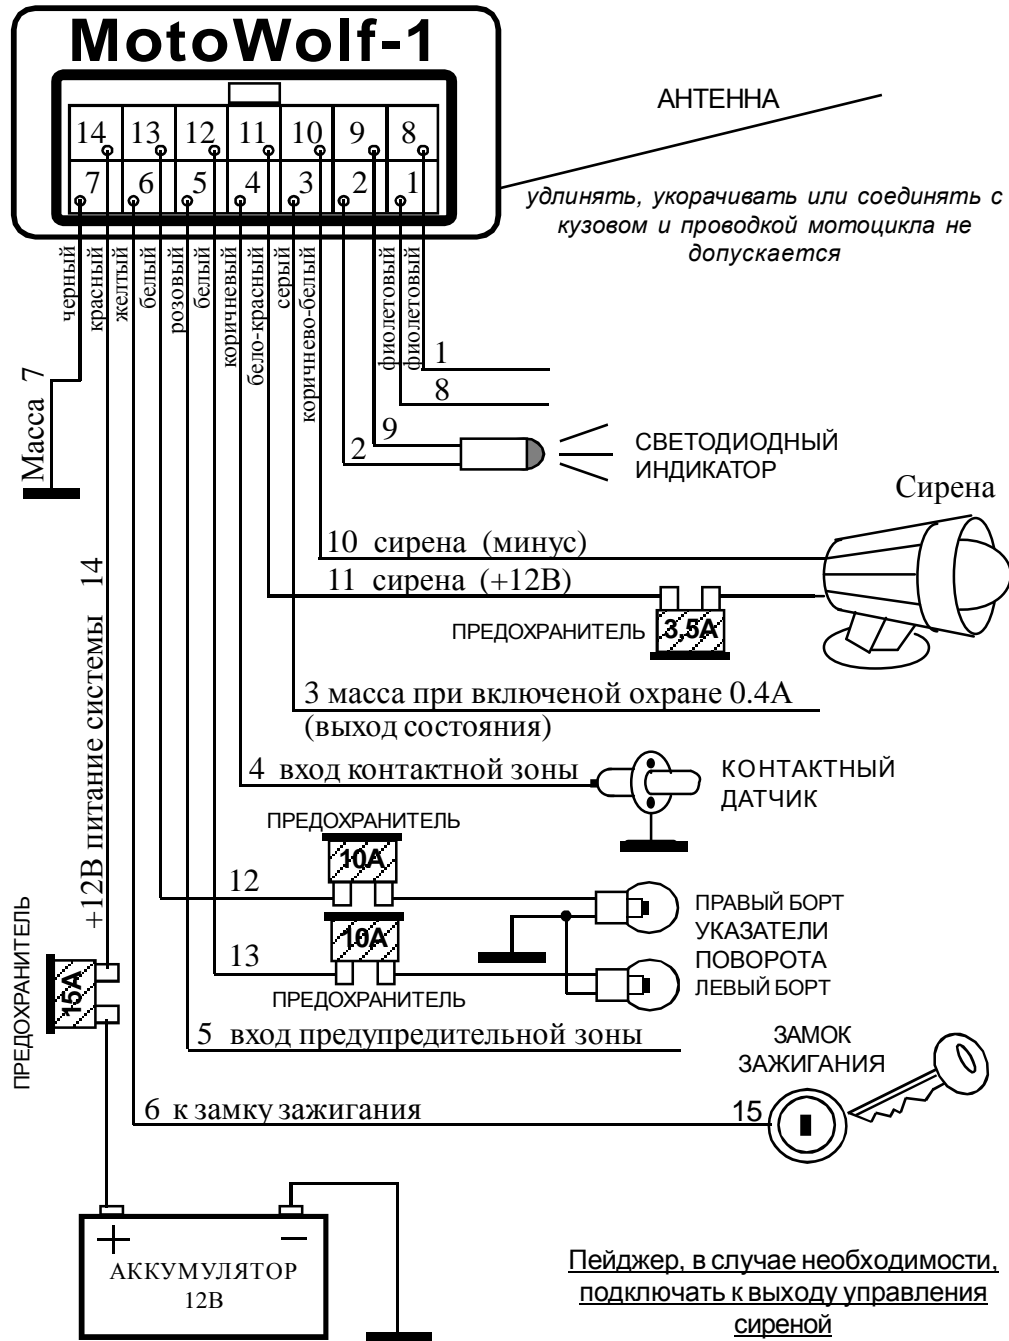 MotoWolf-1
АНТЕННА
14 13 12 11 10 9 8
7 6 5 4 3 2 1
удлинять, укорачивать или соединять с
кузовом и проводкой мотоцикла не
допускается
черный
красный
желтый
белый
розовый
белый
коричневый
бело-красный
серый
коричнево-белый
фиолетовый
фиолетовый
1
8
9
2
Масса 7
СВЕТОДИОДНЫЙ
ИНДИКАТОР
Сирена
10 сирена (минус)
11 сирена (+12В)
ПРЕДОХРАНИТЕЛЬ
3,5А
3 масса при включеной охране 0.4А
(выход состояния)
4 вход контактной зоны
КОНТАКТНЫЙ
ДАТЧИК
+12В питание системы 14
ПРЕДОХРАНИТЕЛЬ
10А
12
ПРАВЫЙ БОРТ
УКАЗАТЕЛИ
ПОВОРОТА
ЛЕВЫЙ БОРТ
10А
13
ПРЕДОХРАНИТЕЛЬ
ПРЕДОХРАНИТЕЛЬ
15А
5 вход предупредительной зоны
ЗАМОК
ЗАЖИГАНИЯ
6 к замку зажигания
15
+ −
АККУМУЛЯТОР
12В
Пейджер, в случае необходимости,
подключать к выходу управления
сиреной